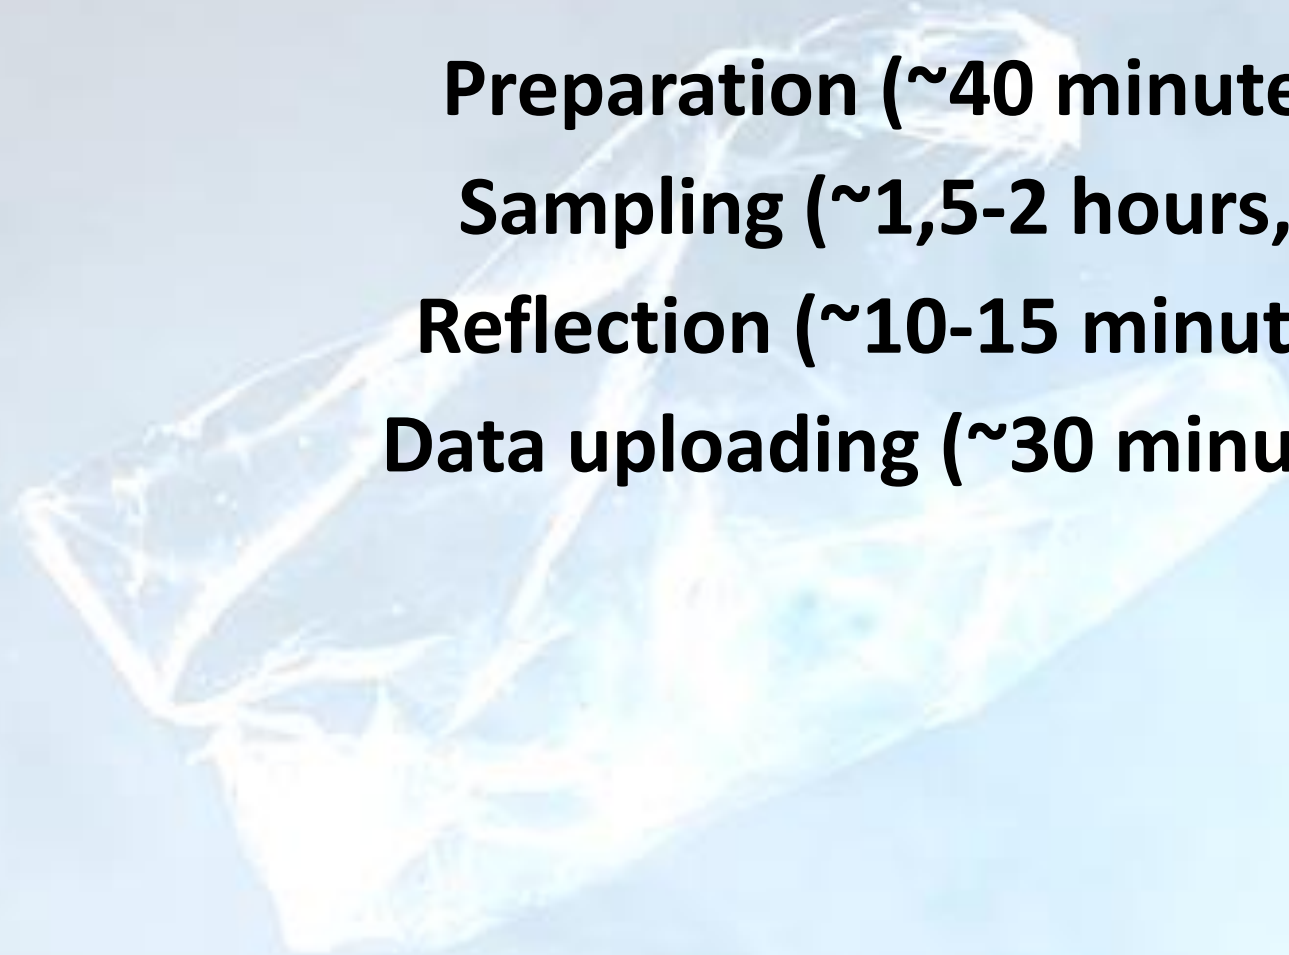 Preparation (~40 minute
Sampling (~1,5-2 hours,
Reflection (~10-15 minut
Data uploading (~30 minu